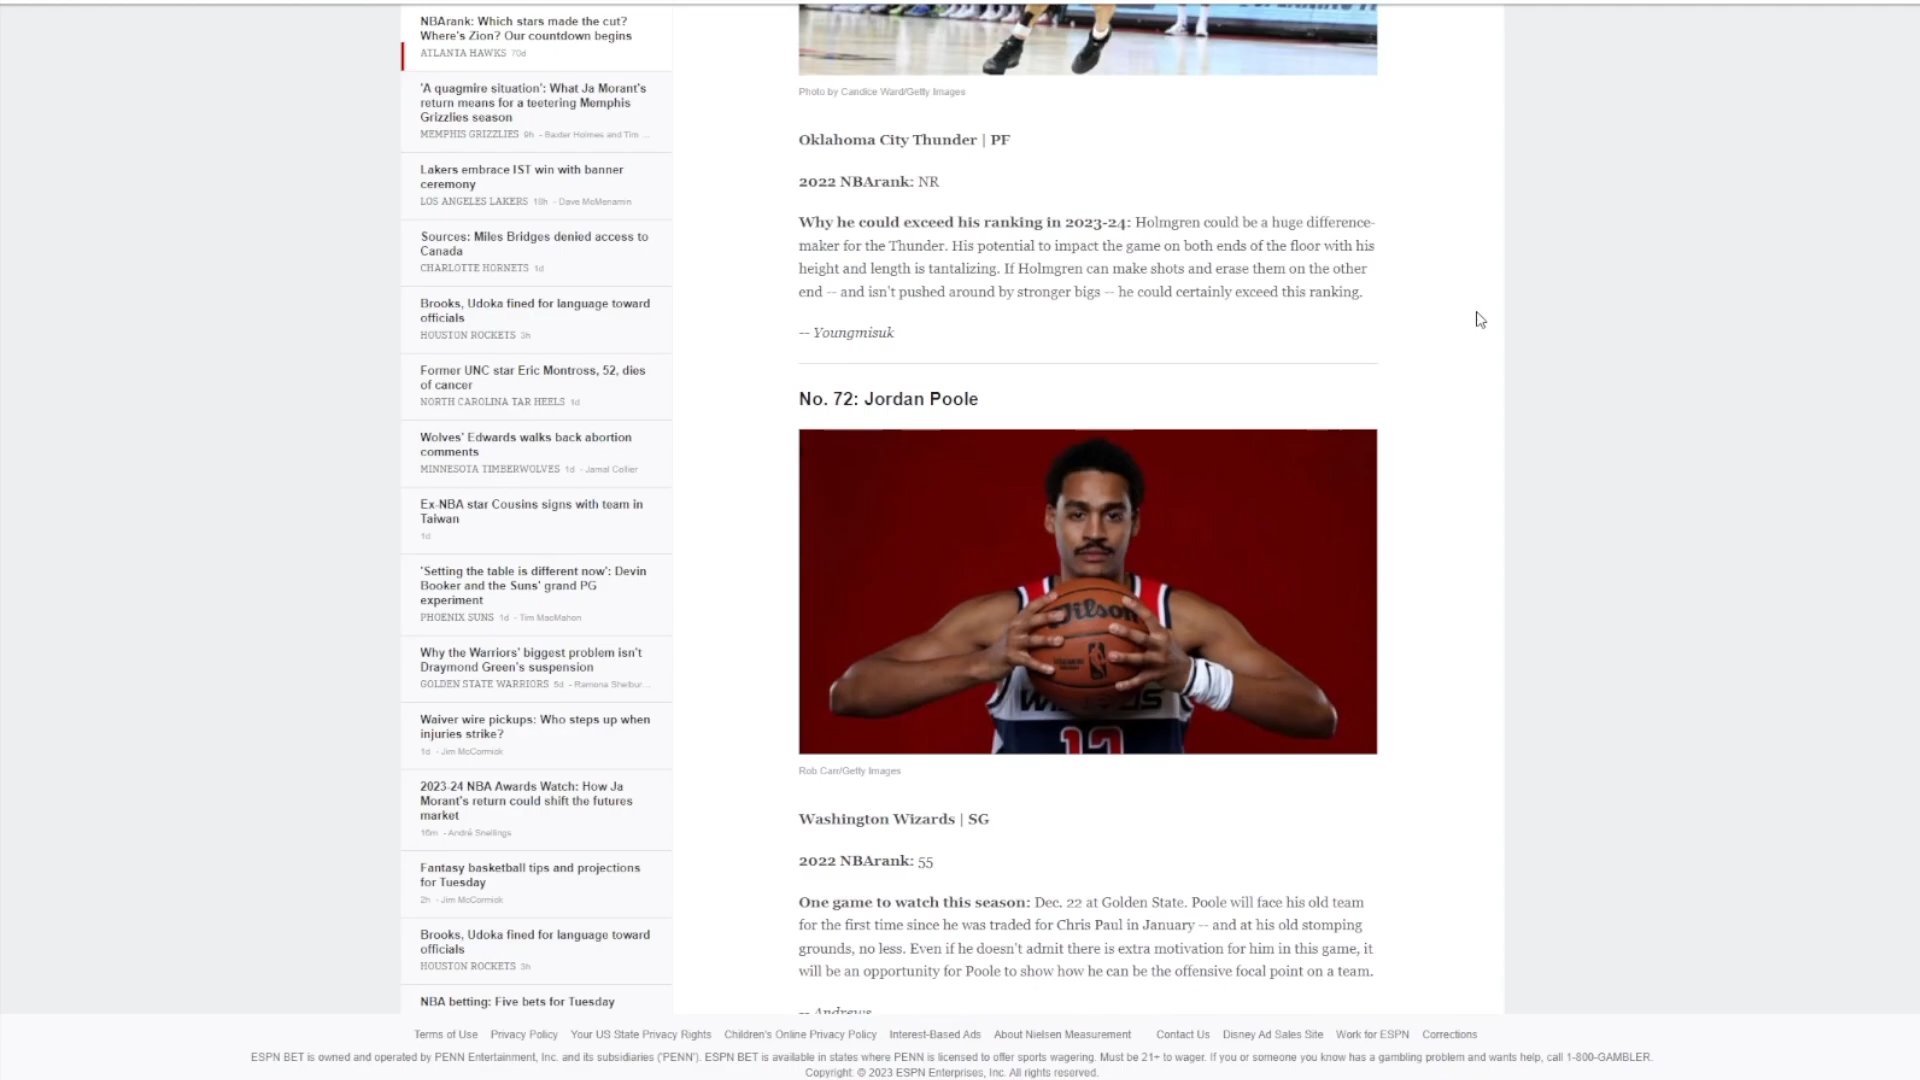 NBArank: Which stars made the cut?
Where's Zion? Our countdown begins
ATLANTA HAWKS 70d
'A quagmire situation': What Ja Morant's
return means for a teetering Memphis
Grizzlies season
MEMPHIS GRIZZLIES 9h - Baxter Holmes and Tim ...
Lakers embrace IST win with banner
ceremony
LOS ANGELES LAKERS 18h - Dave McMenamin
Sources: Miles Bridges denied access to
Canada
CHARLOTTE HORNETS 1d
Brooks, Udoka fined for language toward
officials
HOUSTON ROCKETS 3h
Former UNC star Eric Montross, 52, dies
of cancer
NORTH CAROLINA TAR HEELS 1d
Wolves' Edwards walks back abortion
comments
MINNESOTA TIMBERWOLVES 1d - Jamal Collier
Ex-NBA star Cousins signs with team in
Taiwan
1d
'Setting the table is different now': Devin
Booker and the Suns' grand PG
experiment
PHOENIX SUNS 1d - Tim MacMahon
Why the Warriors' biggest problem isn't
Draymond Green's suspension
GOLDEN STATE WARRIORS 5d - Ramona Shelbur...
Waiver wire pickups: Who steps up when
injuries strike?
1d - Jim McCormick
2023-24 NBA Awards Watch: How Ja
Morant's return could shift the futures
market
16m - André Snellings
Fantasy basketball tips and projections
for Tuesday
2h - Jim McCormick
Brooks, Udoka fined for language toward
officials
HOUSTON ROCKETS 3h
NBA betting: Five bets for Tuesday
Photo by Candice Ward/Getty Images
Oklahoma City Thunder | PF
2022 NBArank: NR
Why he could exceed his ranking in 2023-24: Holmgren could be a huge difference-
maker for the Thunder. His potential to impact the game on both ends of the floor with his
height and length is tantalizing. If Holmgren can make shots and erase them on the other
end -- and isn't pushed around by stronger bigs -- he could certainly exceed this ranking.
-- Youngmisuk
No. 72: Jordan Poole
Wilson
Rob Carr/Getty Images
Washington Wizards | SG
2022 NBArank: 55
One game to watch this season: Dec. 22 at Golden State. Poole will face his old team
for the first time since he was traded for Chris Paul in January -- and at his old stomping
grounds, no less. Even if he doesn't admit there is extra motivation for him in this game, it
will be an opportunity for Poole to show how he can be the offensive focal point on a team.
-- Andrews
Terms of Use Privacy Policy Your US State Privacy Rights Children's Online Privacy Policy Interest-Based Ads About Nielsen Measurement Contact Us Disney Ad Sales Site Work for ESPN Corrections
ESPN BET is owned and operated by PENN Entertainment, Inc. and its subsidiaries ('PENN'). ESPN BET is available in states where PENN is licensed to offer sports wagering. Must be 21+ to wager. If you or someone you know has a gambling problem and wants help, call 1-800-GAMBLER.
Copyright: © 2023 ESPN Enterprises, Inc. All rights reserved.